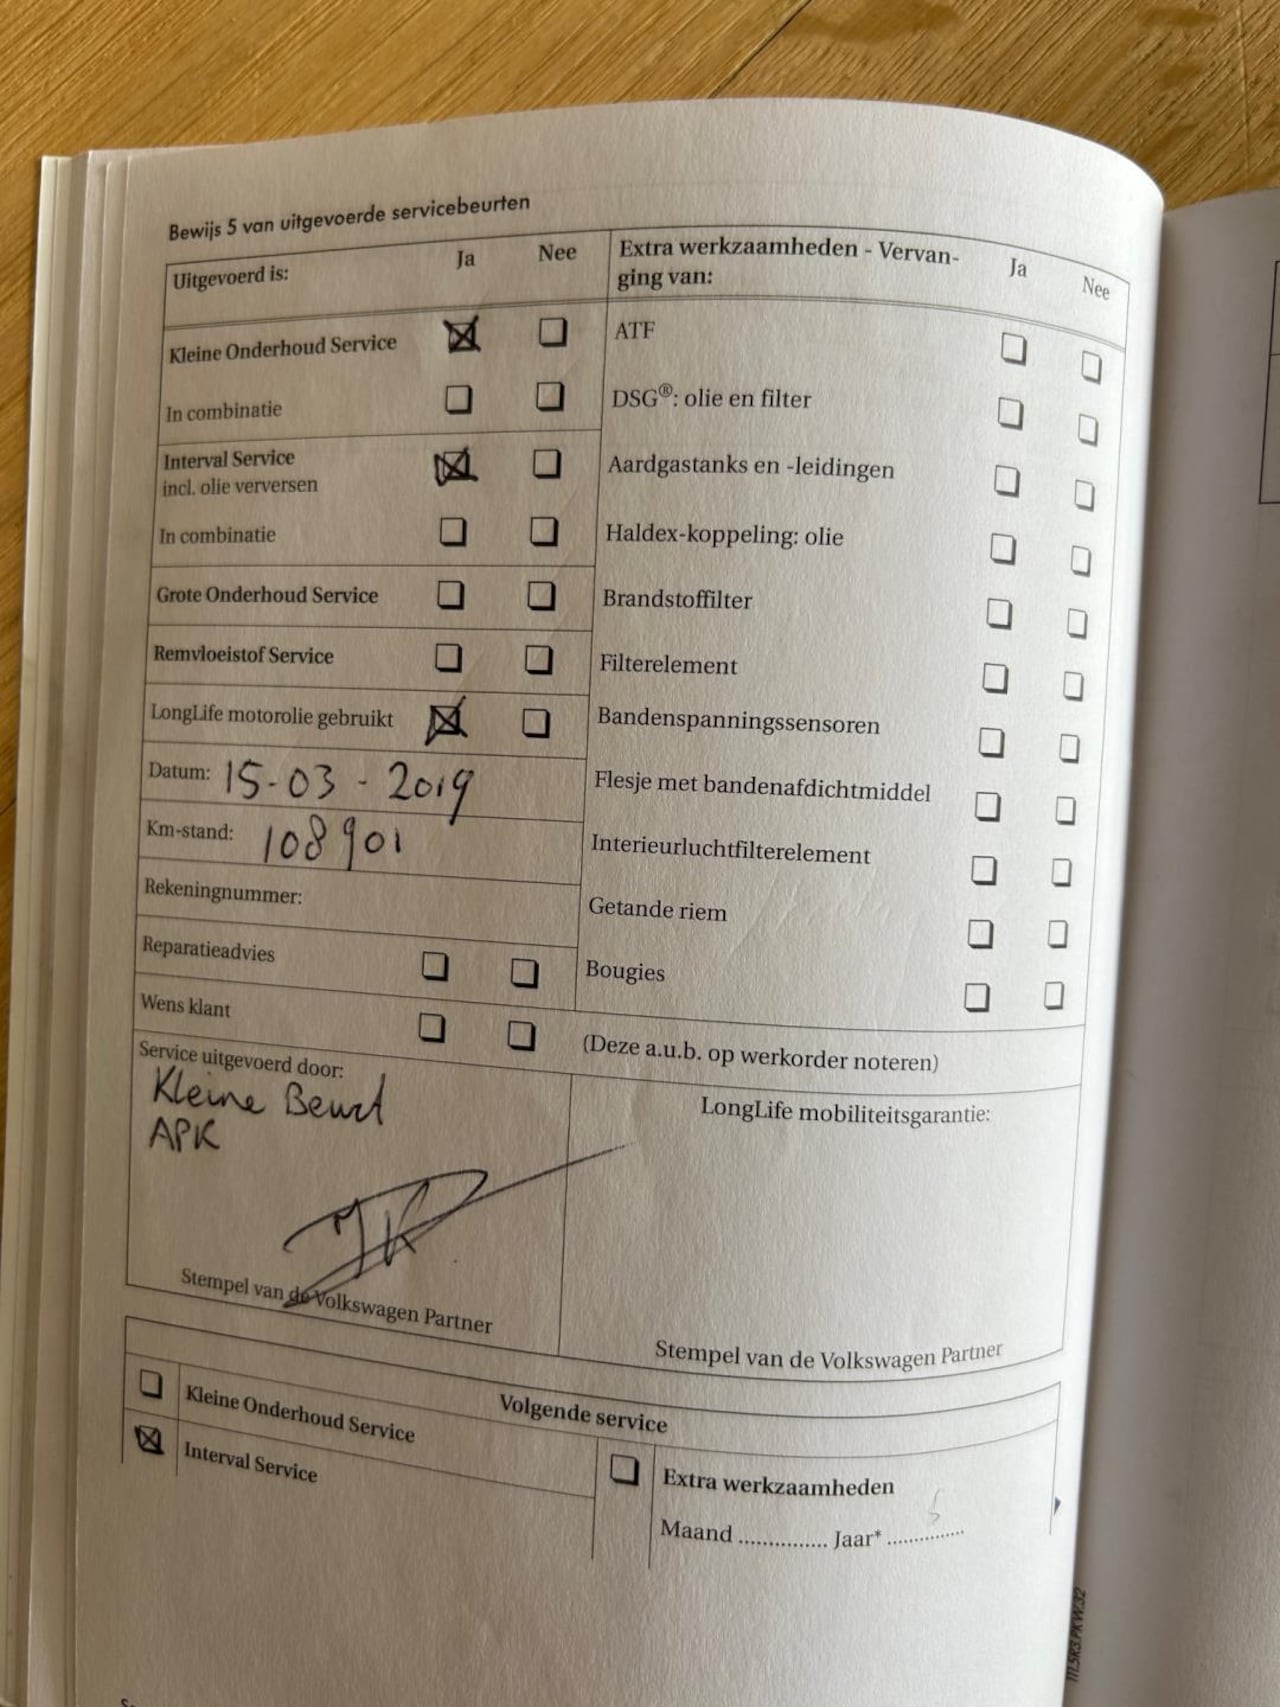 Bewijs 5 van uitgevoerde servicebeurten
Uitgevoerd is:
Ja
Nee
Kleine Onderhoud Service
In combinatie
Interval Service
incl. olie verversen
In combinatie
Grote Onderhoud Service
Remvloeistof Service
LongLife motorolie gebruikt
Datum: 15-03-2019
Km-stand: 108901
Rekeningnummer:
Reparatieadvies
Wens klant
Extra werkzaamheden - Vervan-
ging van:
Ja
Nee
ATF
DSG®: olie en filter
Aardgastanks en -leidingen
Haldex-koppeling: olie
Brandstoffilter
Filterelement
Bandenspanningssensoren
Flesje met bandenafdichtmiddel
Interieurluchtfilterelement
Getande riem
Bougies
(Deze a.u.b. op werkorder noteren)
Service uitgevoerd door:
Kleine Beurt
APK
Stempel van de Volkswagen Partner
LongLife mobiliteitsgarantie:
Stempel van de Volkswagen Partner
Volgende service
Kleine Onderhoud Service
Interval Service
Extra werkzaamheden
Maand ............... Jaar* ..............